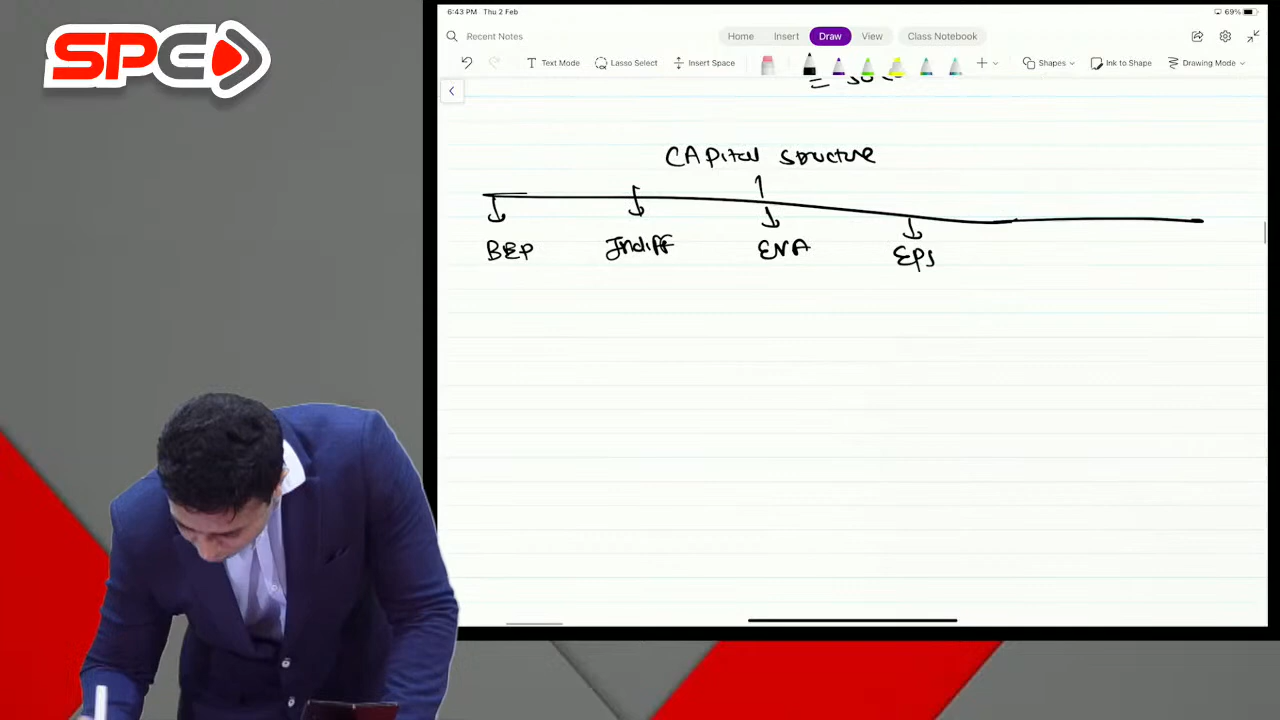 SPED
6:43 PM Thu 2 Feb
69%
Recent Notes
Home Insert Draw View Class Notebook
Text Mode Lasso Select Insert Space Shapes Ink to Shape Drawing Mode
CAPital structure
BEP Indiff EVA EPS